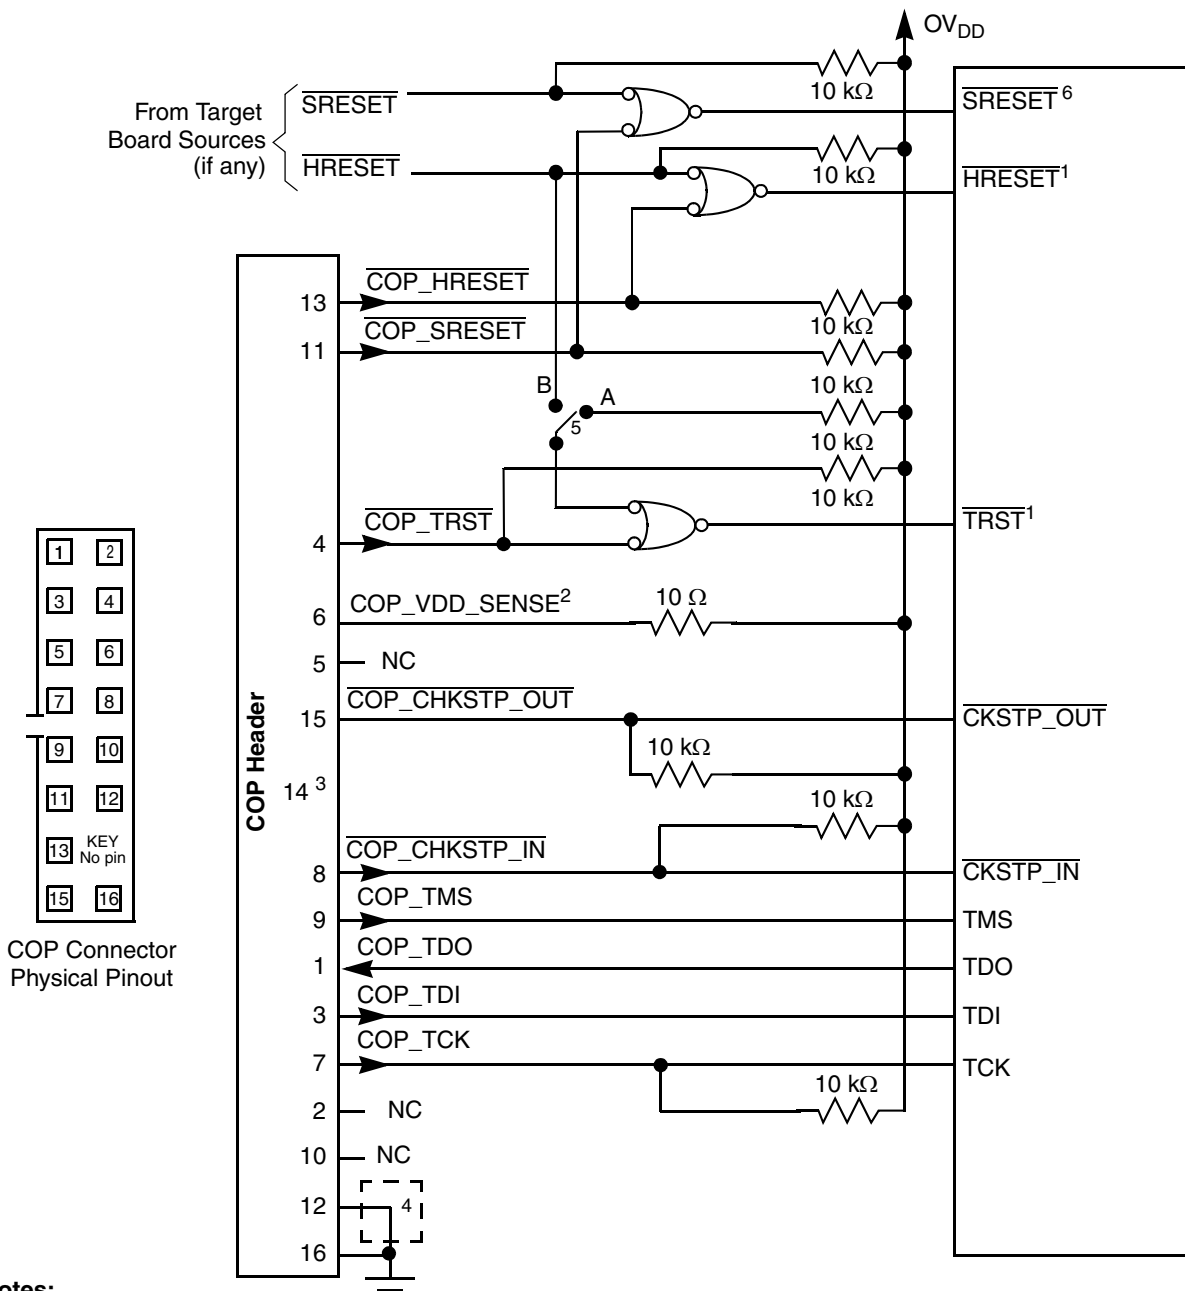 OVDD
10 kΩ
From Target
Board Sources
(if any)
SRESET
SRESET 6
HRESET
10 kΩ
HRESET1
COP_HRESET
13
10 kΩ
COP_SRESET
11
10 kΩ
B
A
5
10 kΩ
10 kΩ
COP_TRST
4
TRST1
COP_VDD_SENSE2
10 Ω
6
5
NC
COP_CHKSTP_OUT
15
CKSTP_OUT
10 kΩ
14 3
10 kΩ
COP_CHKSTP_IN
8
CKSTP_IN
COP_TMS
9
TMS
COP_TDO
1
TDO
COP_TDI
3
TDI
COP_TCK
7
TCK
10 kΩ
2
NC
10
NC
12
4
16
COP Header
1 2
3 4
5 6
7 8
9 10
11 12
13 KEY
No pin
15 16
COP Connector
Physical Pinout